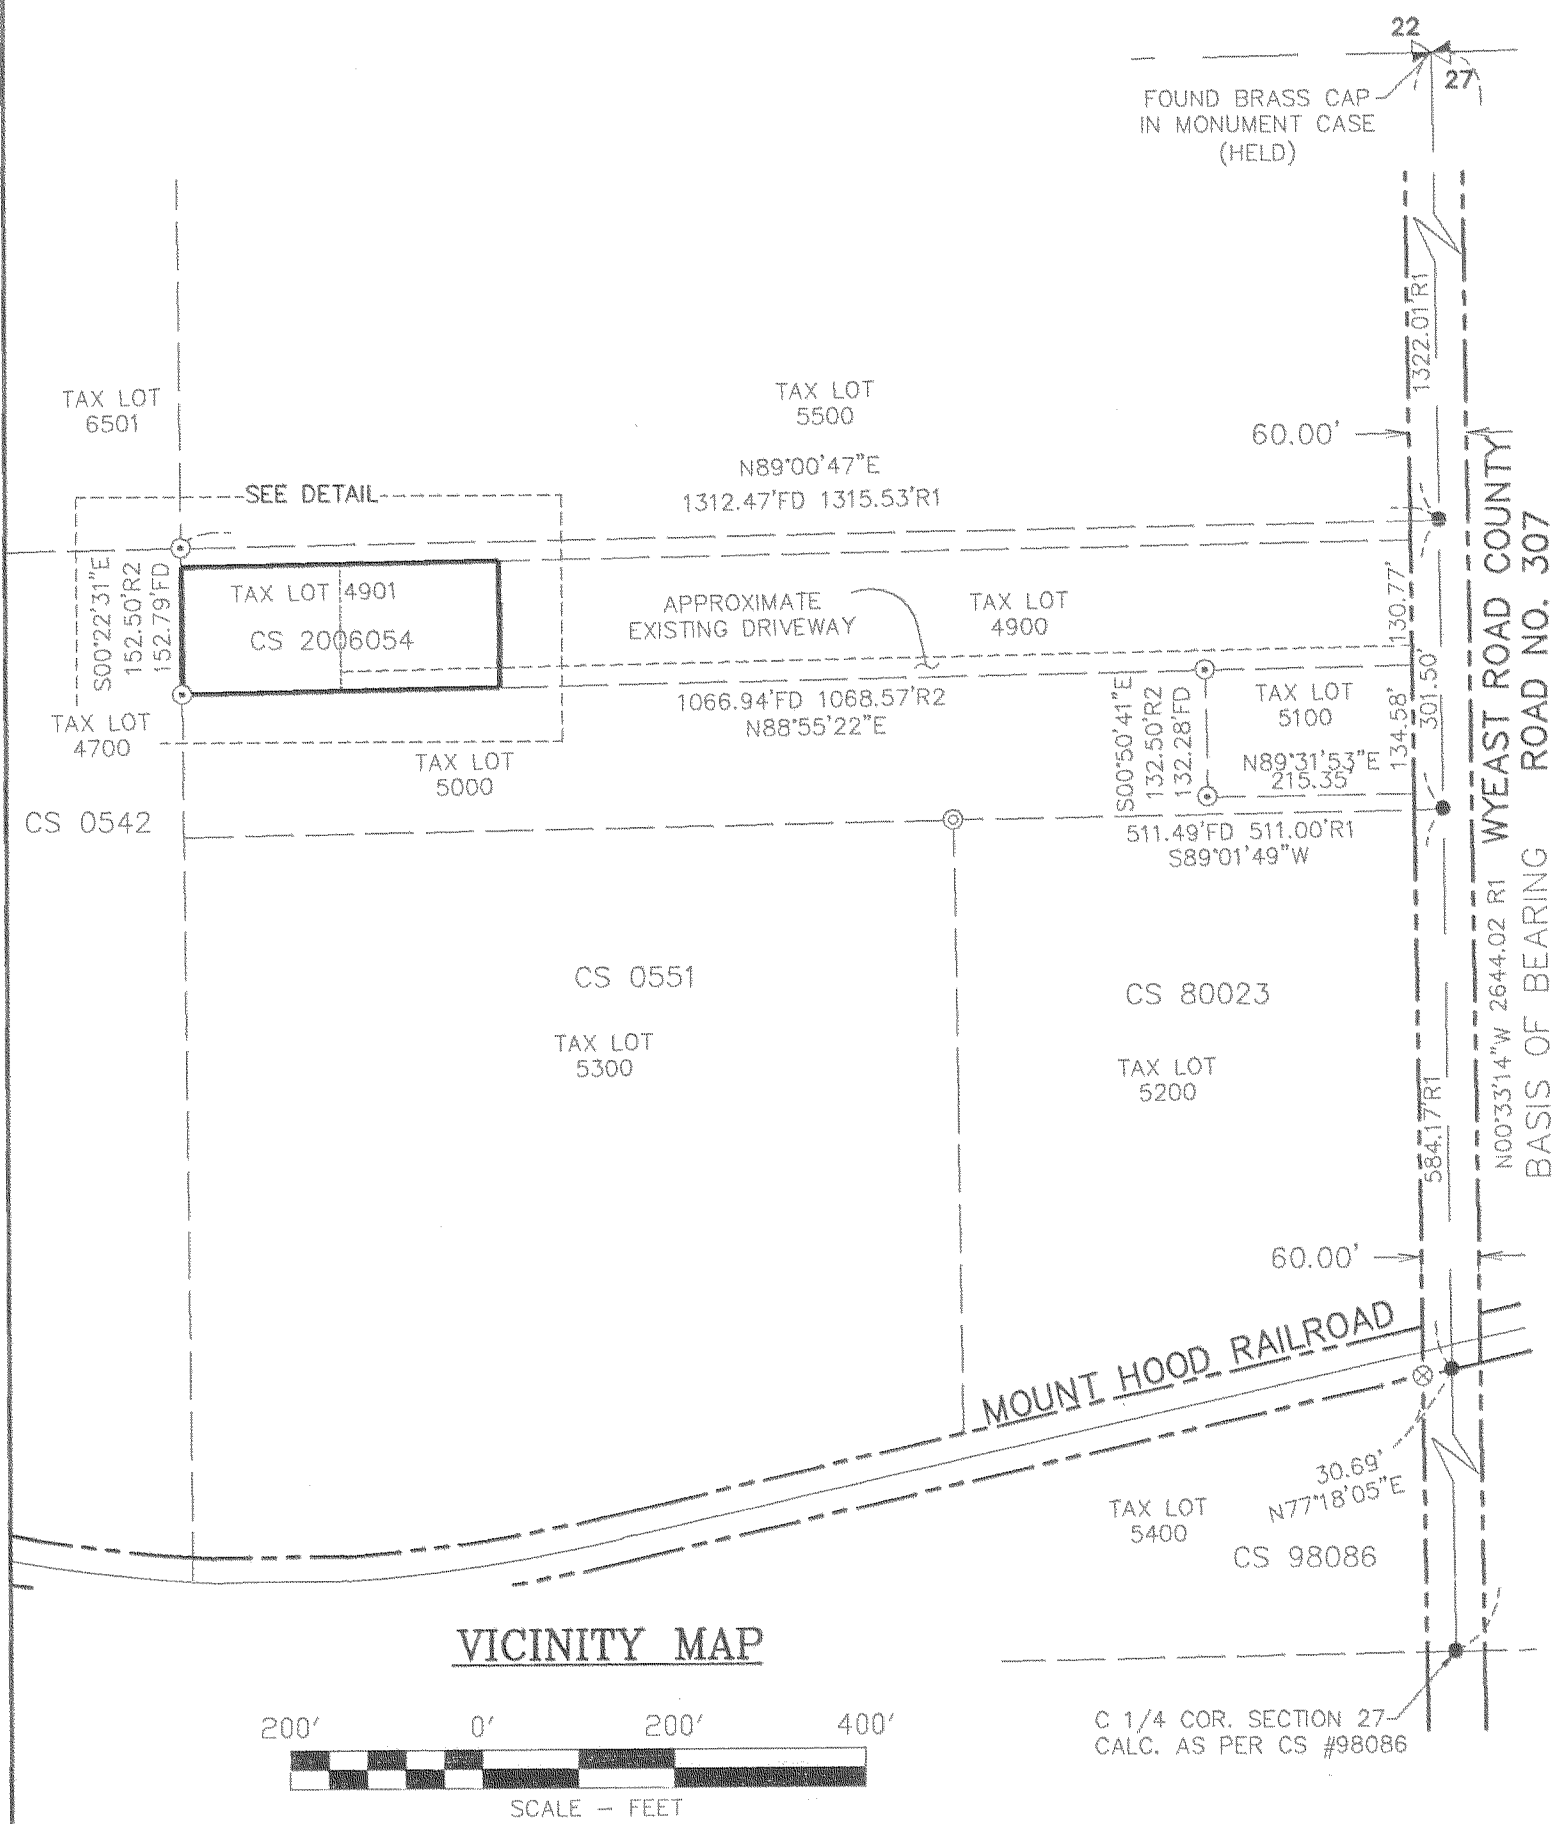 22
27
FOUND BRASS CAP
IN MONUMENT CASE
(HELD)
1322.01'R1
TAX LOT
6501
TAX LOT
5500
60.00'
N89°00'47"E
1312.47'FD 1315.53'R1
SEE DETAIL
S00°22'31"E
152.50'R2
152.79'FD
TAX LOT 4901
CS 2006054
APPROXIMATE
EXISTING DRIVEWAY
TAX LOT
4900
130.77'
1066.94'FD 1068.57'R2
N88°55'22"E
S00°50'41"E
132.50'R2
132.28'FD
TAX LOT
5100
134.58'
301.50'
N89°31'53"E
215.35'
TAX LOT
4700
TAX LOT
5000
CS 0542
511.49'FD 511.00'R1
S89°01'49"W
WYEAST ROAD COUNTY
ROAD NO. 307
N00°33'14"W 2644.02 R1
BASIS OF BEARING
CS 0551
TAX LOT
5300
CS 80023
TAX LOT
5200
584.17'R1
60.00'
MOUNT HOOD RAILROAD
30.69'
N77°18'05"E
TAX LOT
5400
CS 98086
VICINITY MAP
200' 0' 200' 400'
SCALE – FEET
C 1/4 COR. SECTION 27
CALC. AS PER CS #98086